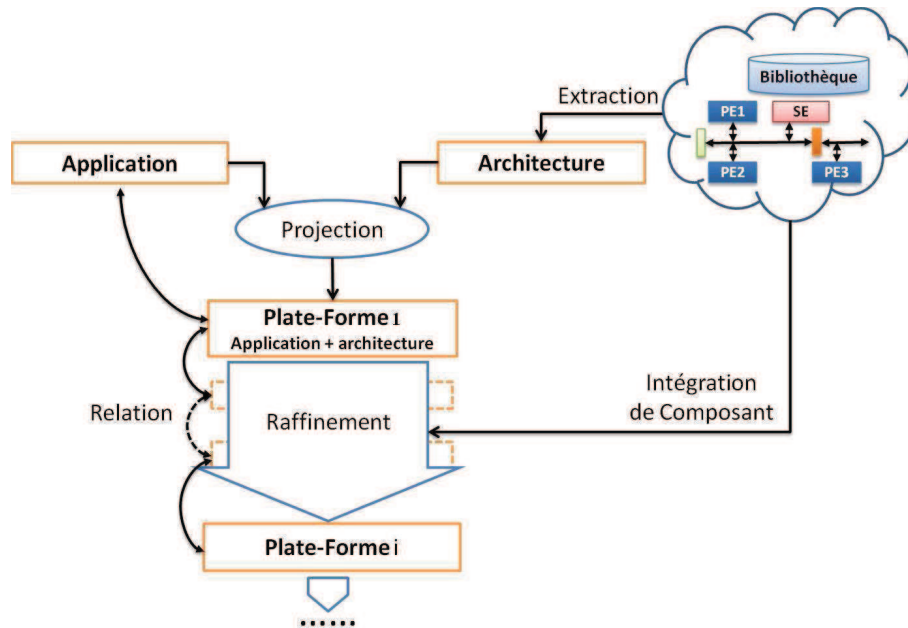 Bibliothèque
Extraction
PE1
SE
PE2
PE3
Application
Architecture
Projection
Plate-Forme 1
Application + architecture
Relation
Raffinement
Intégration
de Composant
Plate-Forme i
......